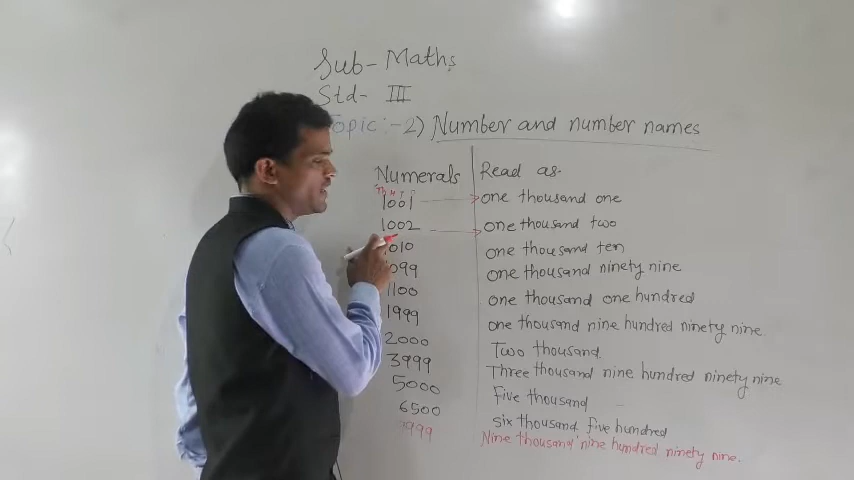 Sub- Maths
Std- III
Topic:- 2) Number and number names
Numerals Read as-
Th H T O
1001 one thousand one
1002 one thousand two
1010 one thousand ten
1099 one thousand ninety nine
1100 one thousand one hundred
1999 one thousand nine hundred ninety nine.
2000 Two thousand
3999 Three thousand nine hundred ninety nine
5000 Five thousand
6500 six thousand five hundred
9999 Nine thousand nine hundred ninety nine.